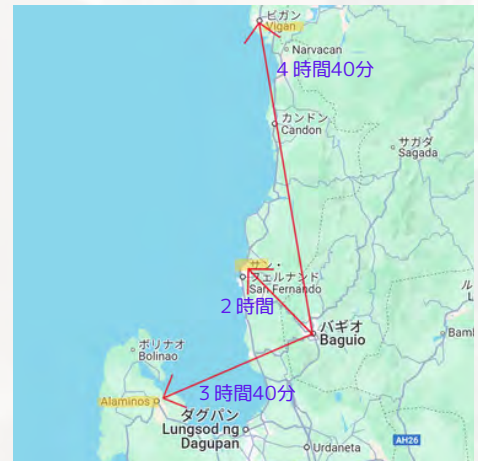 ビガン
Vigan
Narvacan
4時間40分
カンドン
Candon
サガダ
Sagada
サン・
フェルナンド
San Fernando
2時間
バギオ
Baguio
Bam
ボリナオ
Bolinao
3時間40分
Alaminos
ダグパン
Lungsod ng
Dagupan
AH26
Urdaneta